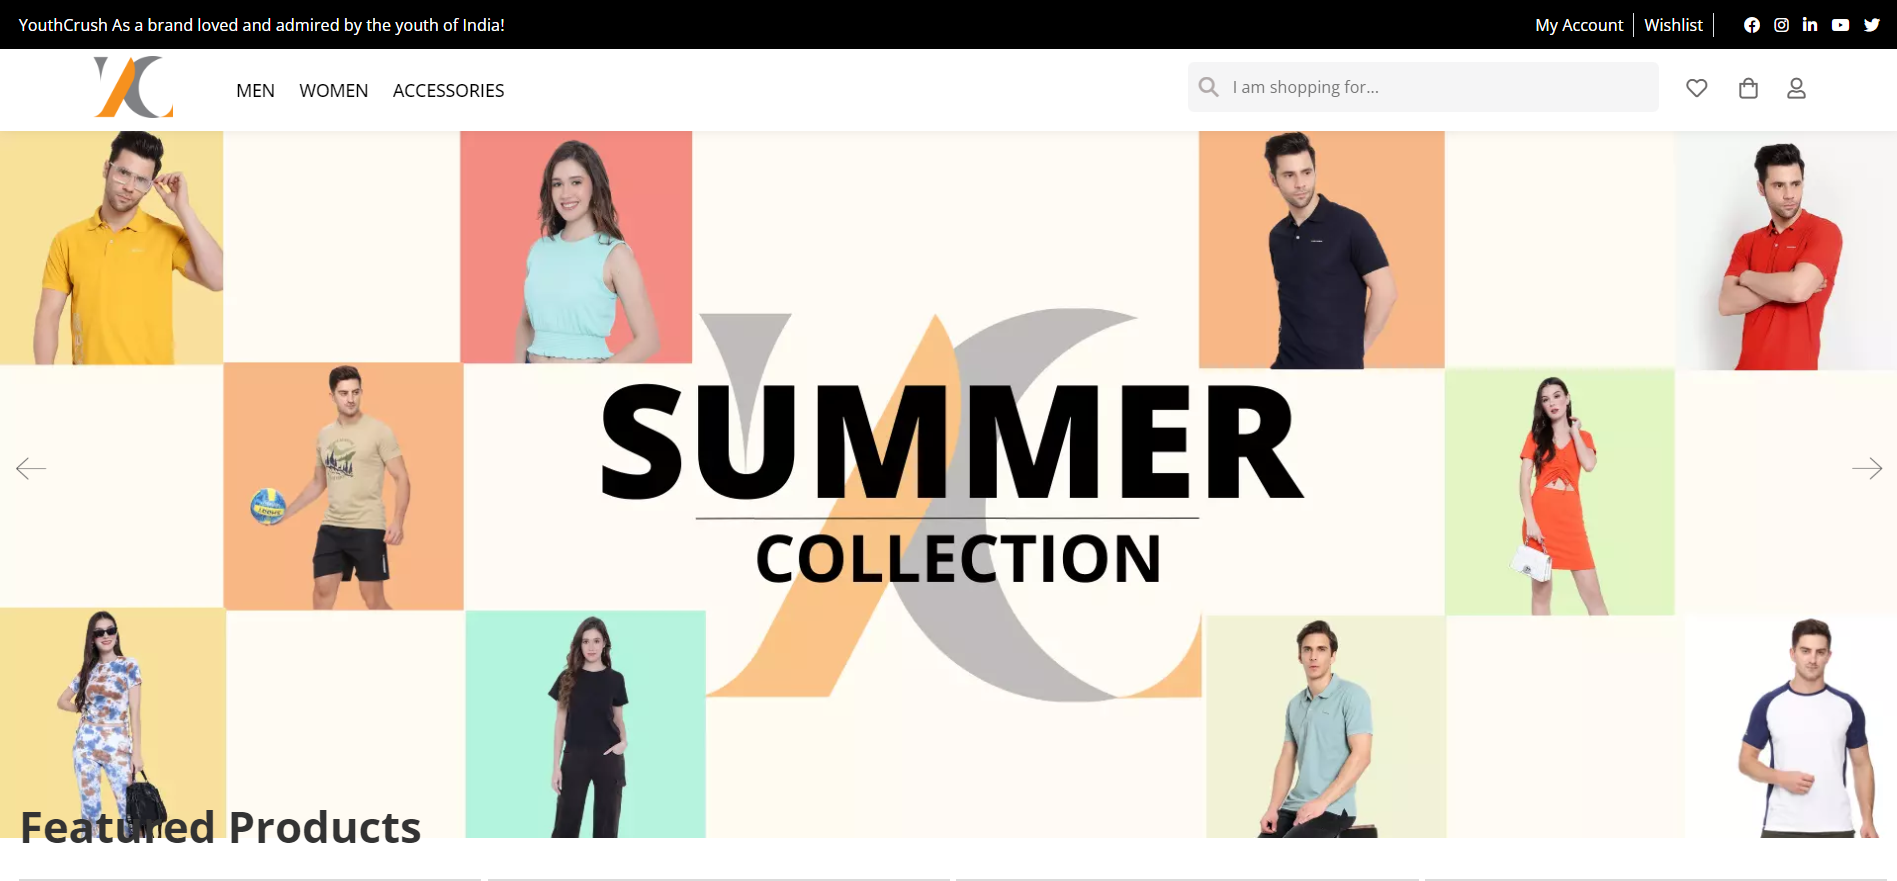 YouthCrush As a brand loved and admired by the youth of India!
My Account
Wishlist
MEN
WOMEN
ACCESSORIES
I am shopping for...
SUMMER
COLLECTION
Featured Products